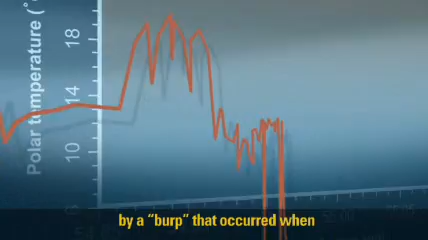 Polar temperature (°
18
14
10
by a “burp” that occurred when